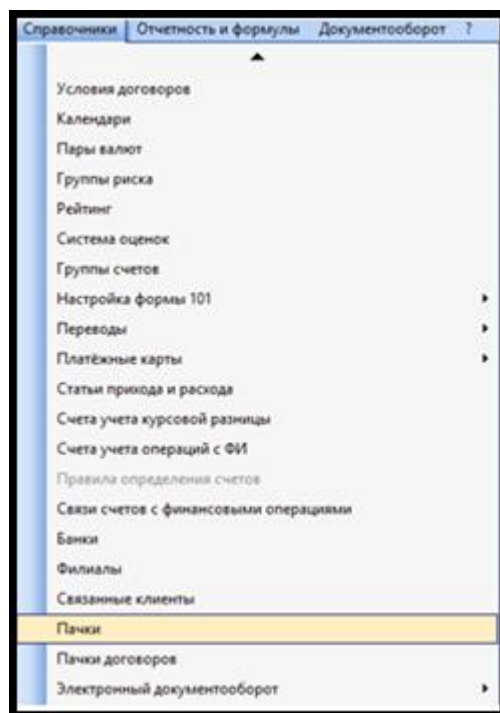 Справочники Отчетность и формулы Документооборот ?
Условия договоров
Календари
Пары валют
Группы риска
Рейтинг
Система оценок
Группы счетов
Настройка формы 101
Переводы
Платёжные карты
Статьи прихода и расхода
Счета учета курсовой разницы
Счета учета операций с ФИ
Правила определения счетов
Связи счетов с финансовыми операциями
Банки
Филиалы
Связанные клиенты
Пачки
Пачки договоров
Электронный документооборот